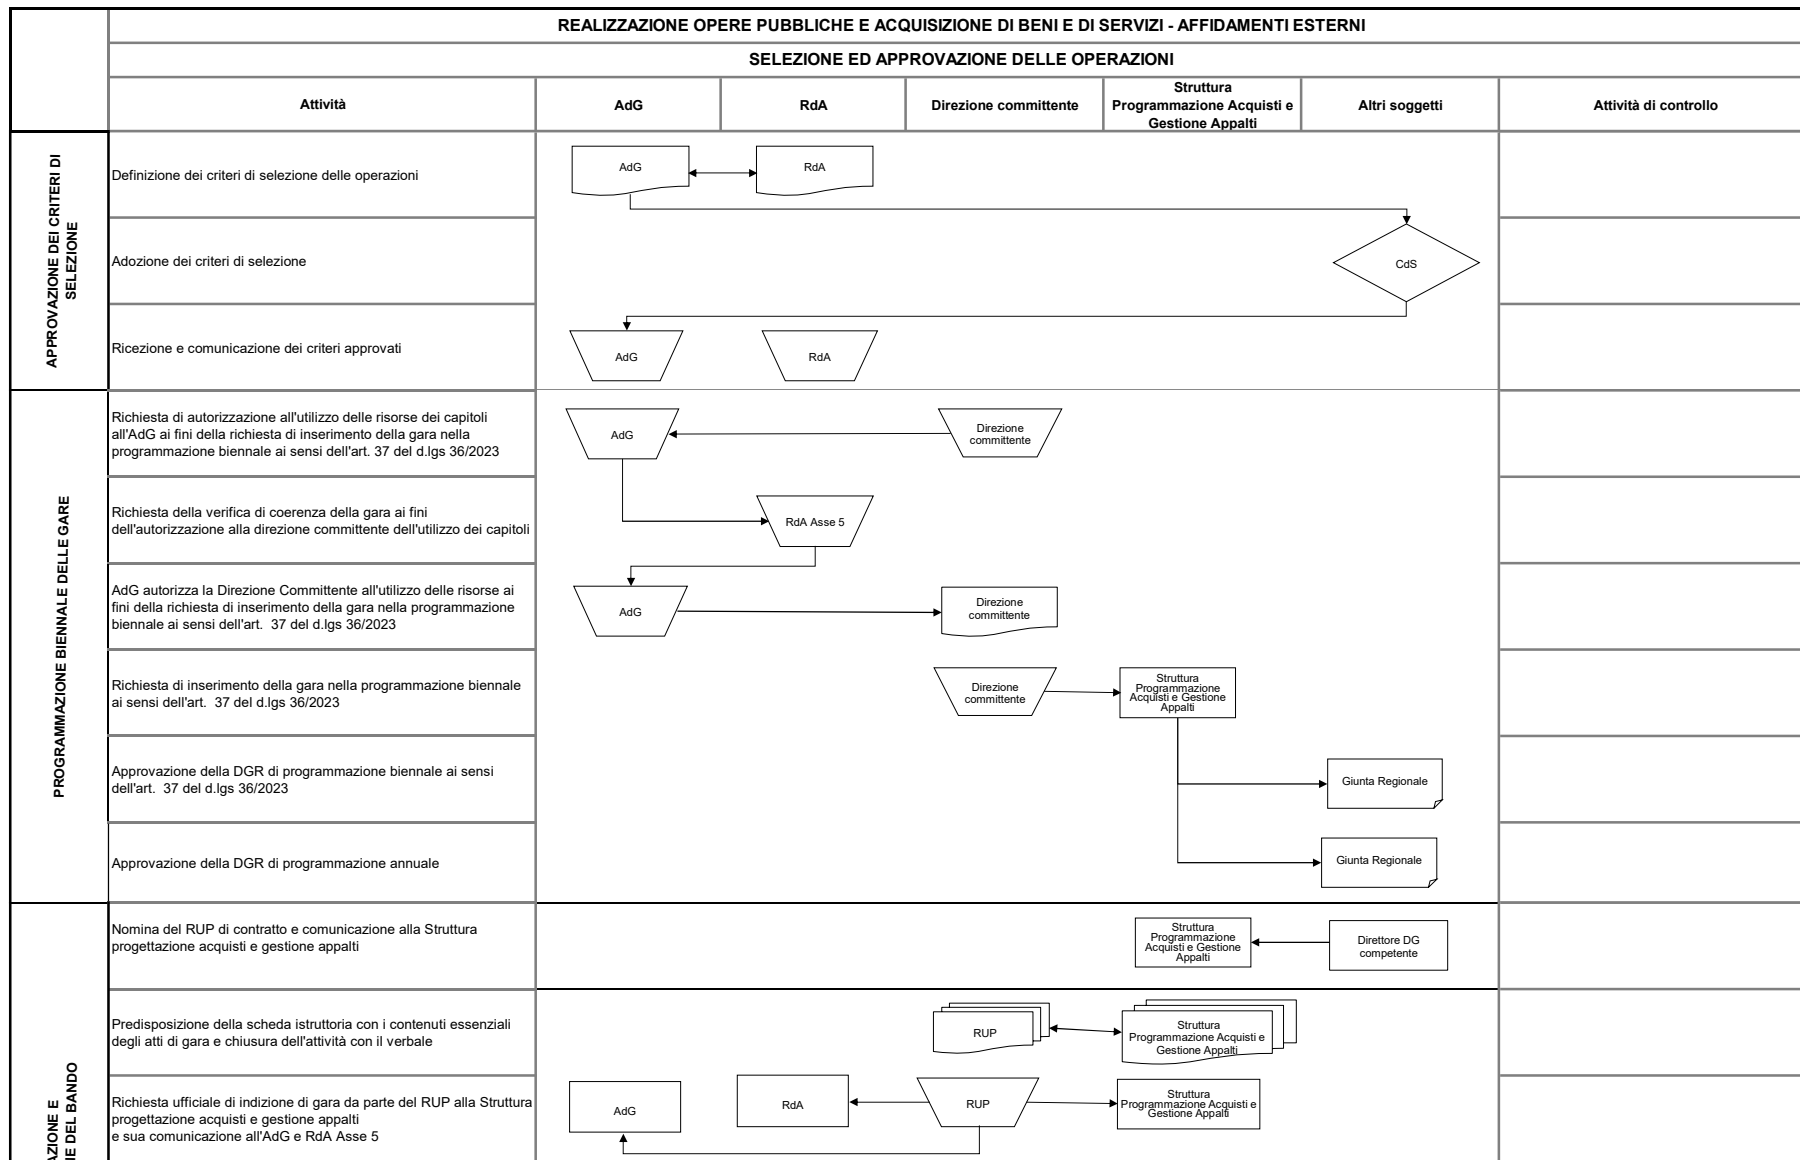 REALIZZAZIONE OPERE PUBBLICHE E ACQUISIZIONE DI BENI E DI SERVIZI - AFFIDAMENTI ESTERNI
SELEZIONE ED APPROVAZIONE DELLE OPERAZIONI
Attività
AdG
RdA
Direzione committente
Struttura
Programmazione Acquisti e
Gestione Appalti
Altri soggetti
Attività di controllo
APPROVAZIONE DEI CRITERI DI
SELEZIONE
Definizione dei criteri di selezione delle operazioni
AdG
RdA
Adozione dei criteri di selezione
CdS
Ricezione e comunicazione dei criteri approvati
AdG
RdA
PROGRAMMAZIONE BIENNALE DELLE GARE
Richiesta di autorizzazione all'utilizzo delle risorse dei capitoli
all'AdG ai fini della richiesta di inserimento della gara nella
programmazione biennale ai sensi dell'art. 37 del d.lgs 36/2023
AdG
Direzione
committente
Richiesta della verifica di coerenza della gara ai fini
dell'autorizzazione alla direzione committente dell'utilizzo dei capitoli
RdA Asse 5
AdG autorizza la Direzione Committente all'utilizzo delle risorse ai
fini della richiesta di inserimento della gara nella programmazione
biennale ai sensi dell'art. 37 del d.lgs 36/2023
AdG
Direzione
committente
Richiesta di inserimento della gara nella programmazione biennale
ai sensi dell'art. 37 del d.lgs 36/2023
Direzione
committente
Struttura
Programmazione
Acquisti e Gestione
Appalti
Approvazione della DGR di programmazione biennale ai sensi
dell'art. 37 del d.lgs 36/2023
Giunta Regionale
Approvazione della DGR di programmazione annuale
Giunta Regionale
Nomina del RUP di contratto e comunicazione alla Struttura
progettazione acquisti e gestione appalti
Struttura
Programmazione
Acquisti e Gestione
Appalti
Direttore DG
competente
Predisposizione della scheda istruttoria con i contenuti essenziali
degli atti di gara e chiusura dell'attività con il verbale
RUP
Struttura
Programmazione Acquisti e
Gestione Appalti
AZIONE E
NE DEL BANDO
Richiesta ufficiale di indizione di gara da parte del RUP alla Struttura
progettazione acquisti e gestione appalti
e sua comunicazione all'AdG e RdA Asse 5
AdG
RdA
RUP
Struttura
Programmazione Acquisti e
Gestione Appalti